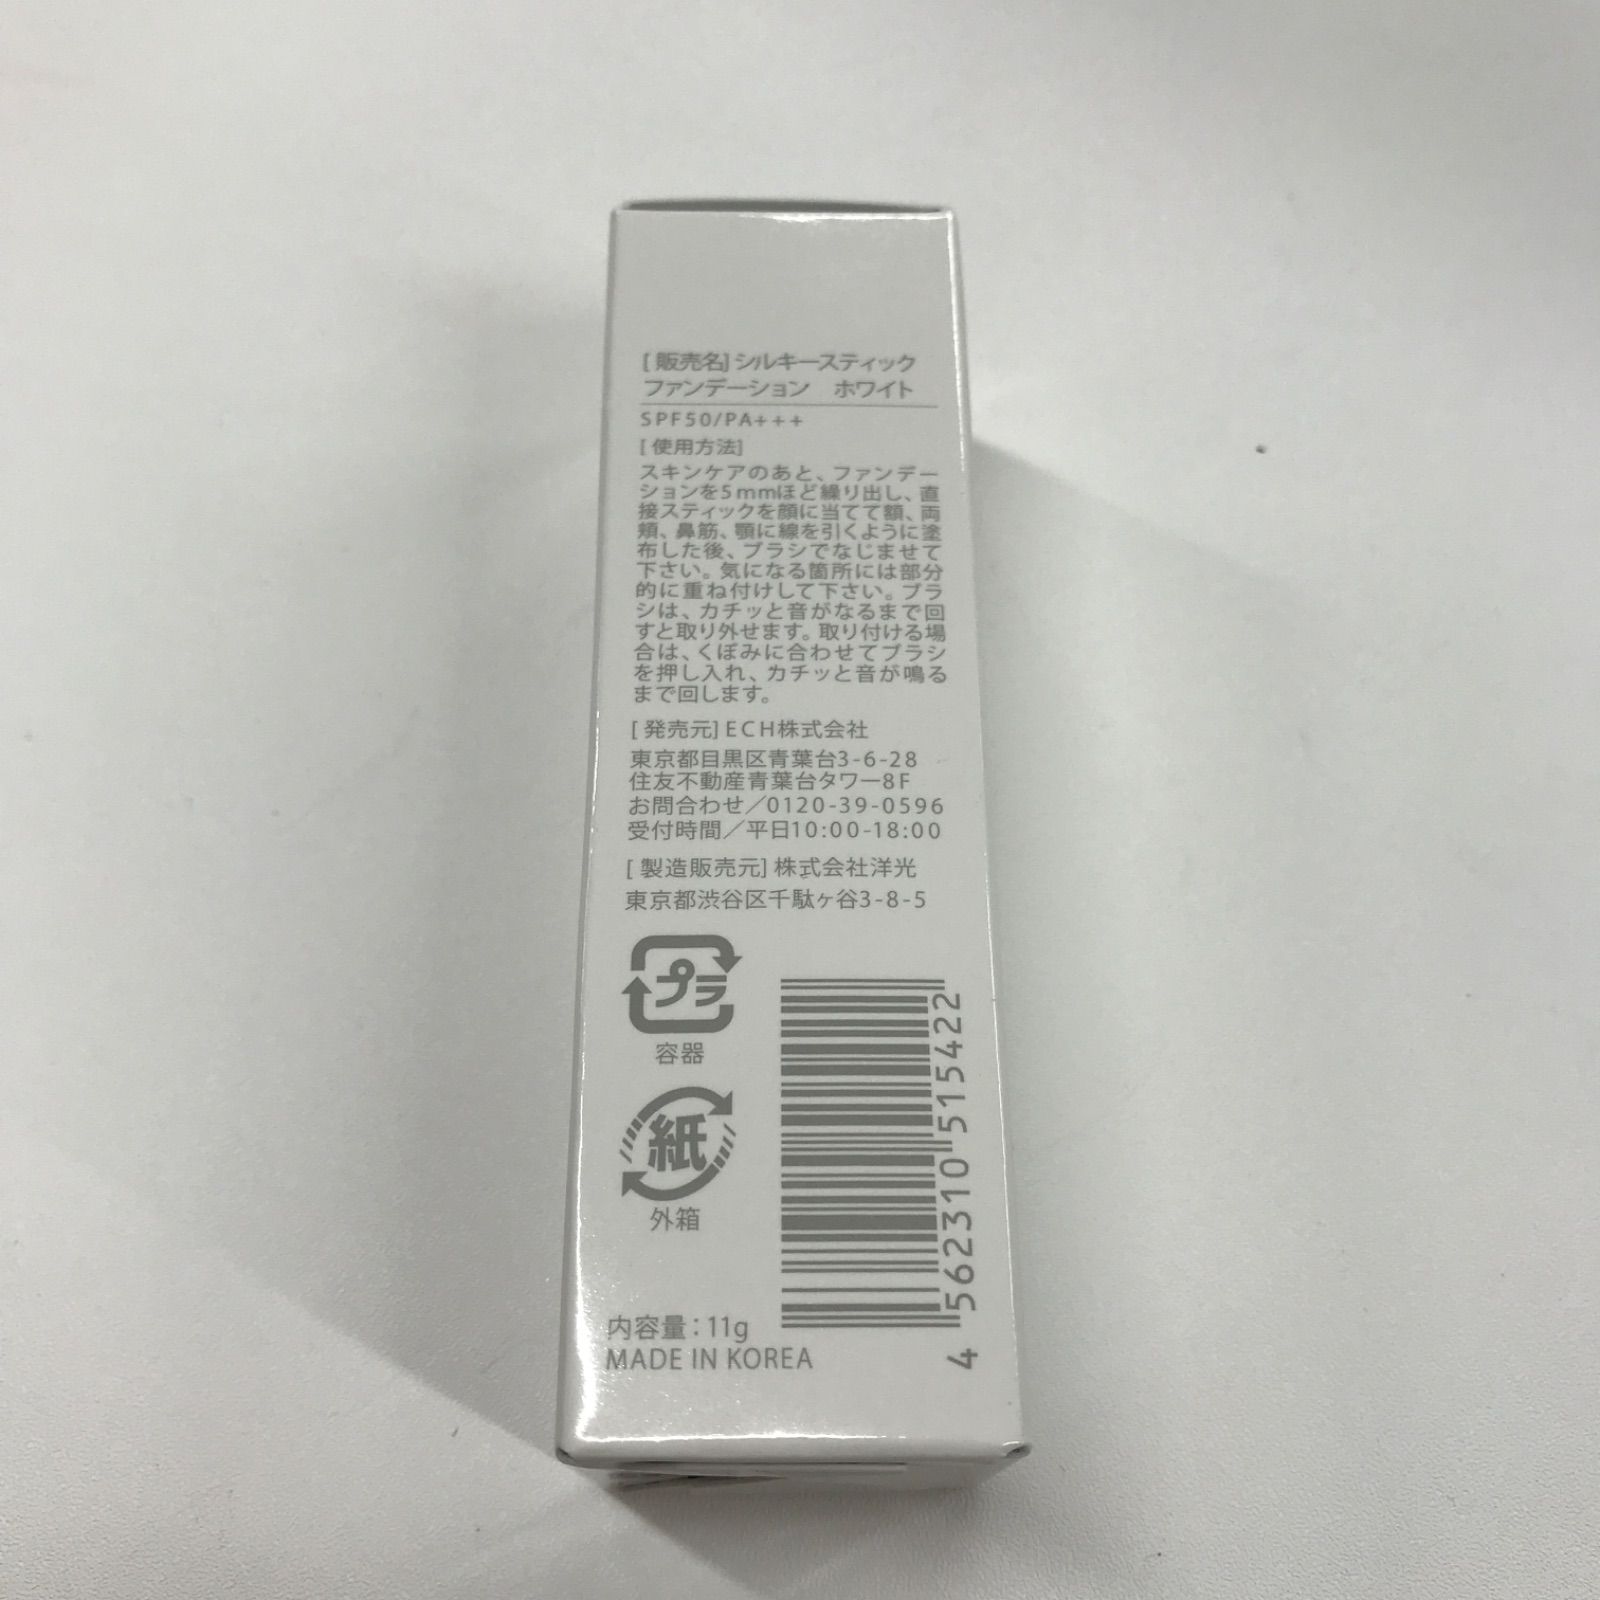 [販売名]シルキースティック
ファンデーション　ホワイト
SPF50/PA+++
[使用方法]
スキンケアのあと、ファンデー
ションを5mmほど繰り出し、直
接スティックを顔に当てて額、両
頬、鼻筋、顎に線を引くように塗
布した後、ブラシでなじませて
下さい。気になる箇所には部分
的に重ね付けして下さい。ブラ
シは、カチッと音がなるまで回
すと取り外せます。取り付ける場
合は、くぼみに合わせてブラシ
を押し入れ、カチッと音が鳴る
まで回します。
[発売元]ECH株式会社
東京都目黒区青葉台3-6-28
住友不動産青葉台タワー8F
お問合わせ／0120-39-0596
受付時間／平日10:00-18:00
[製造販売元]株式会社洋光
東京都渋谷区千駄ヶ谷3-8-5
プラ
容器
紙
外箱
4 562310 515422
内容量：11g
MADE IN KOREA